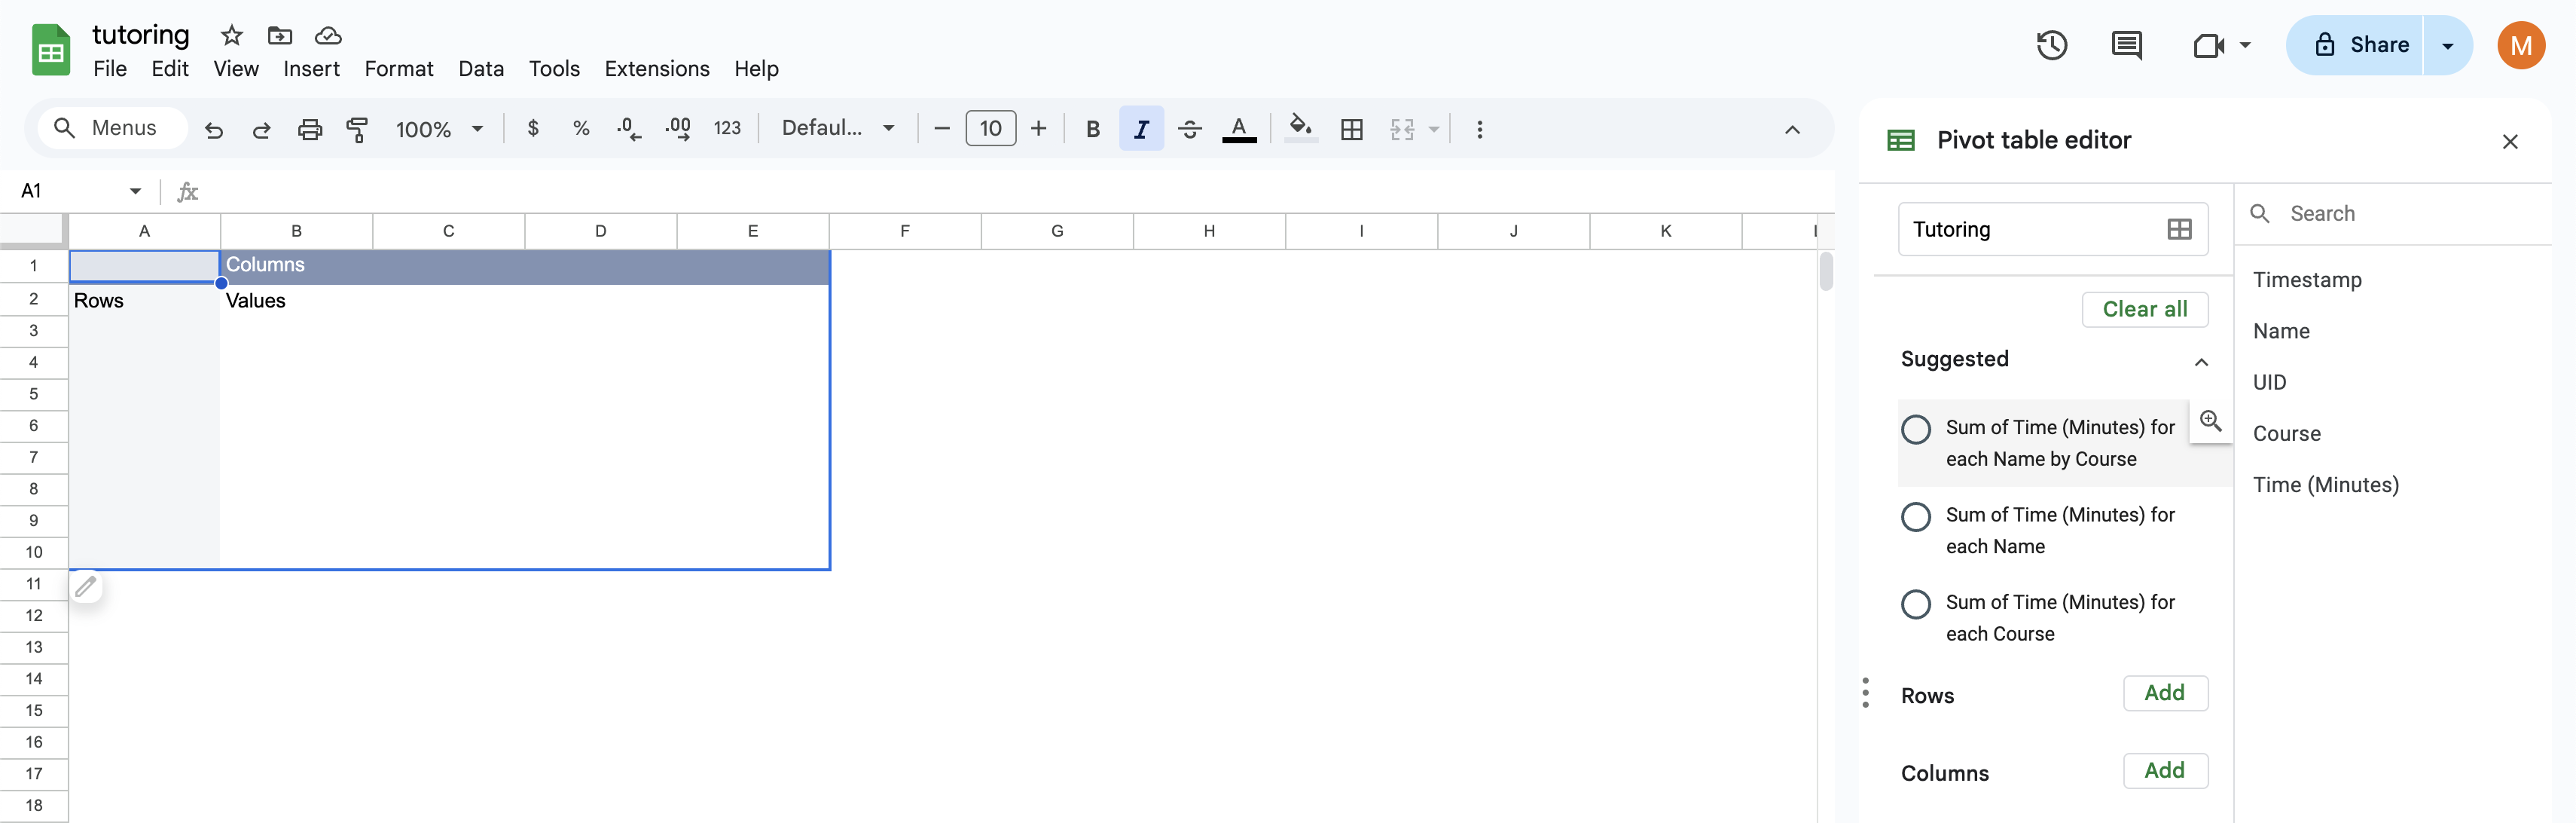 tutoring
File Edit View Insert Format Data Tools Extensions Help
Share
M
Menus
100%
$ % .0 .00 123
Defaul...
10
B I A
A1
fx
A B C D E F G H I J K
1 Columns
2 Rows Values
3
4
5
6
7
8
9
10
11
12
13
14
15
16
17
18
Pivot table editor
Tutoring
Clear all
Suggested
Sum of Time (Minutes) for
each Name by Course
Sum of Time (Minutes) for
each Name
Sum of Time (Minutes) for
each Course
Rows Add
Columns Add
Search
Timestamp
Name
UID
Course
Time (Minutes)